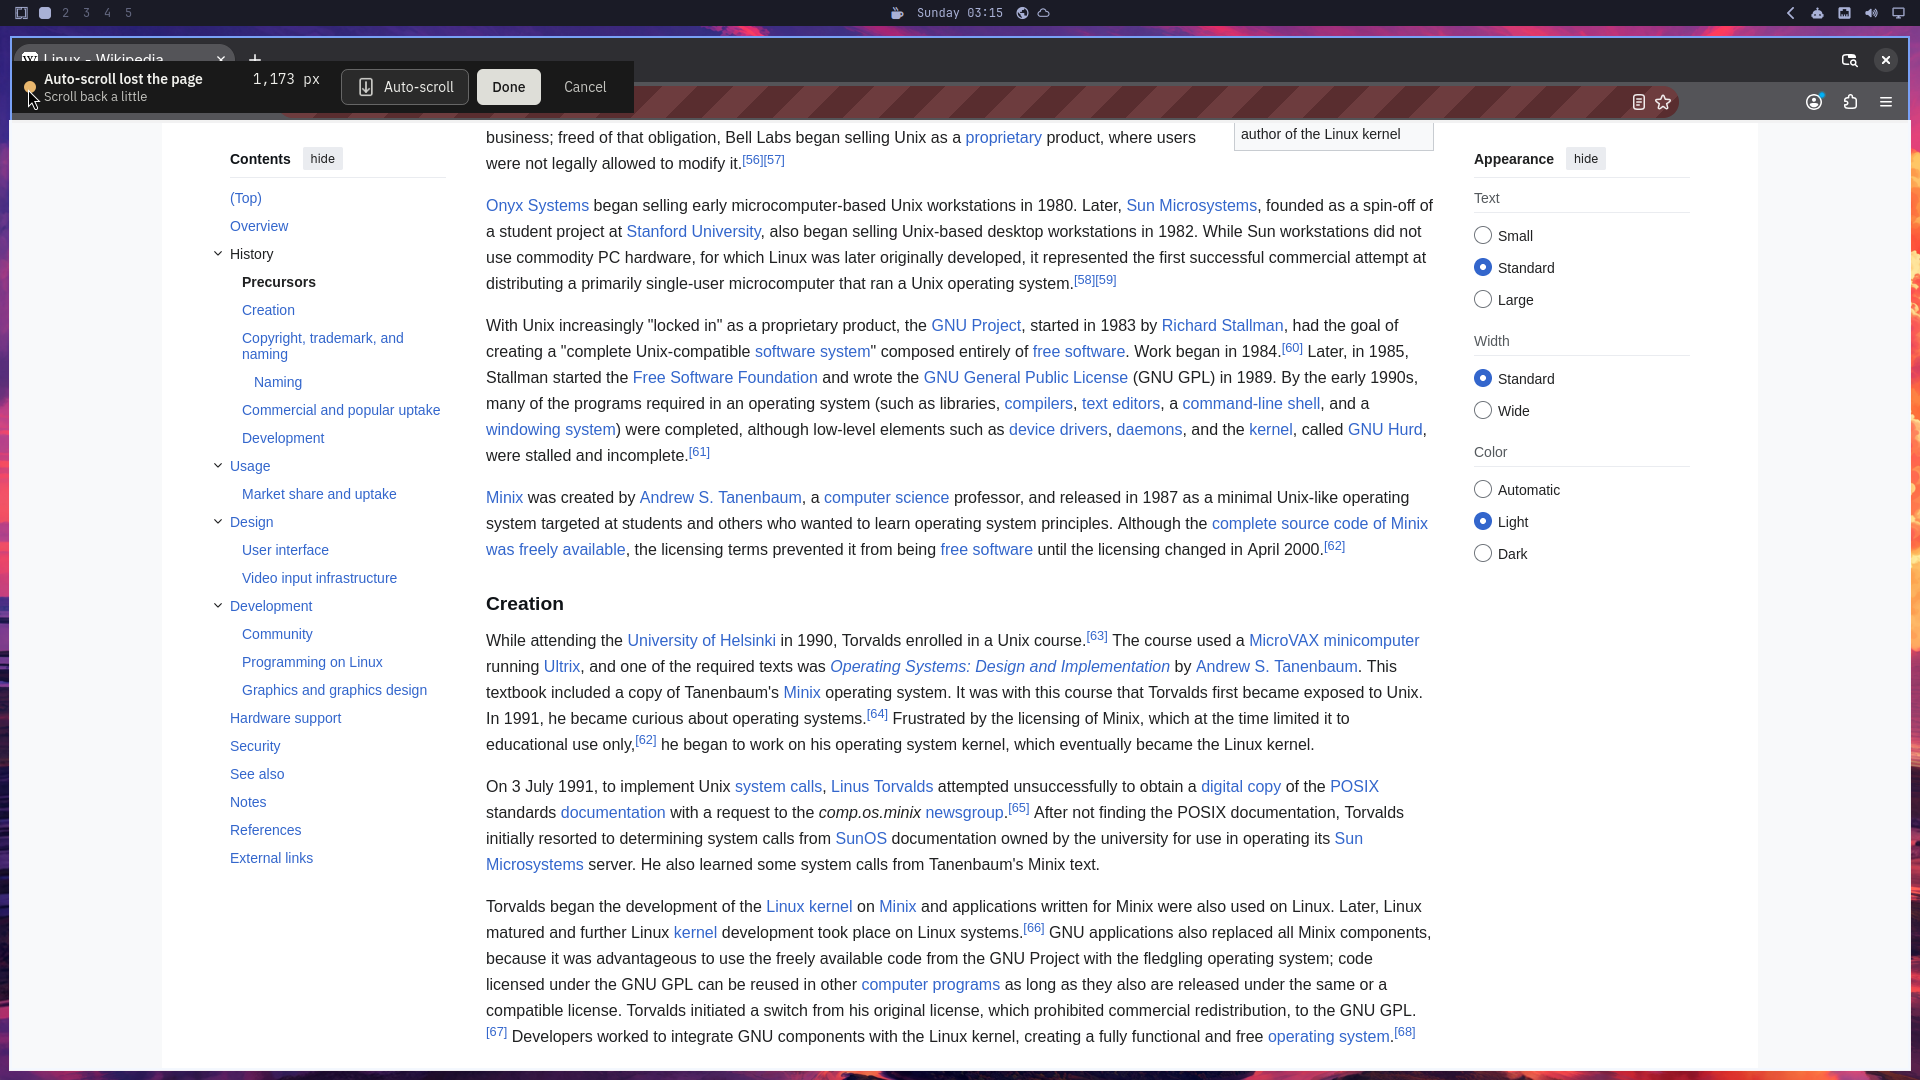 2 3 4 5
Sunday 03:15
Linux - Wikipedia
Auto-scroll lost the page
Scroll back a little
1,173 px
Auto-scroll
Done
Cancel
Contents
hide
(Top)
Overview
History
Precursors
Creation
Copyright, trademark, and
naming
Naming
Commercial and popular uptake
Development
Usage
Market share and uptake
Design
User interface
Video input infrastructure
Development
Community
Programming on Linux
Graphics and graphics design
Hardware support
Security
See also
Notes
References
External links
business; freed of that obligation, Bell Labs began selling Unix as a proprietary product, where users
were not legally allowed to modify it.[56][57]
author of the Linux kernel
Onyx Systems began selling early microcomputer-based Unix workstations in 1980. Later, Sun Microsystems, founded as a spin-off of
a student project at Stanford University, also began selling Unix-based desktop workstations in 1982. While Sun workstations did not
use commodity PC hardware, for which Linux was later originally developed, it represented the first successful commercial attempt at
distributing a primarily single-user microcomputer that ran a Unix operating system.[58][59]
With Unix increasingly "locked in" as a proprietary product, the GNU Project, started in 1983 by Richard Stallman, had the goal of
creating a "complete Unix-compatible software system" composed entirely of free software. Work began in 1984.[60] Later, in 1985,
Stallman started the Free Software Foundation and wrote the GNU General Public License (GNU GPL) in 1989. By the early 1990s,
many of the programs required in an operating system (such as libraries, compilers, text editors, a command-line shell, and a
windowing system) were completed, although low-level elements such as device drivers, daemons, and the kernel, called GNU Hurd,
were stalled and incomplete.[61]
Minix was created by Andrew S. Tanenbaum, a computer science professor, and released in 1987 as a minimal Unix-like operating
system targeted at students and others who wanted to learn operating system principles. Although the complete source code of Minix
was freely available, the licensing terms prevented it from being free software until the licensing changed in April 2000.[62]
Creation
While attending the University of Helsinki in 1990, Torvalds enrolled in a Unix course.[63] The course used a MicroVAX minicomputer
running Ultrix, and one of the required texts was Operating Systems: Design and Implementation by Andrew S. Tanenbaum. This
textbook included a copy of Tanenbaum's Minix operating system. It was with this course that Torvalds first became exposed to Unix.
In 1991, he became curious about operating systems.[64] Frustrated by the licensing of Minix, which at the time limited it to
educational use only,[62] he began to work on his operating system kernel, which eventually became the Linux kernel.
On 3 July 1991, to implement Unix system calls, Linus Torvalds attempted unsuccessfully to obtain a digital copy of the POSIX
standards documentation with a request to the comp.os.minix newsgroup.[65] After not finding the POSIX documentation, Torvalds
initially resorted to determining system calls from SunOS documentation owned by the university for use in operating its Sun
Microsystems server. He also learned some system calls from Tanenbaum's Minix text.
Torvalds began the development of the Linux kernel on Minix and applications written for Minix were also used on Linux. Later, Linux
matured and further Linux kernel development took place on Linux systems.[66] GNU applications also replaced all Minix components,
because it was advantageous to use the freely available code from the GNU Project with the fledgling operating system; code
licensed under the GNU GPL can be reused in other computer programs as long as they also are released under the same or a
compatible license. Torvalds initiated a switch from his original license, which prohibited commercial redistribution, to the GNU GPL.
[67] Developers worked to integrate GNU components with the Linux kernel, creating a fully functional and free operating system.[68]
Appearance
hide
Text
Small
Standard
Large
Width
Standard
Wide
Color
Automatic
Light
Dark